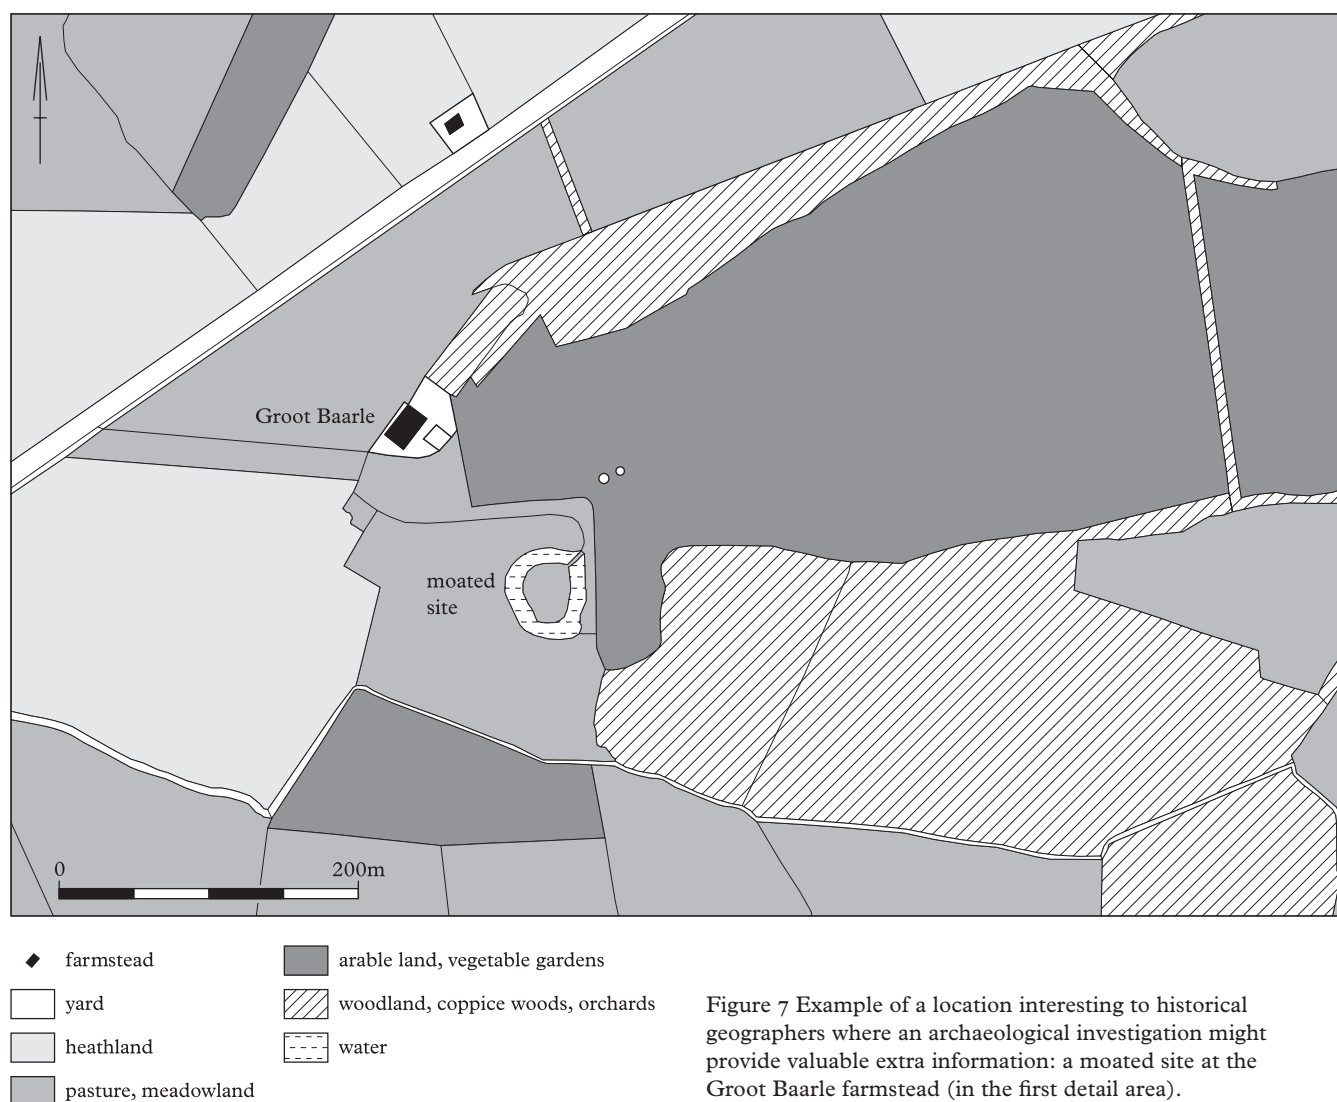 Groot Baarle
moated
site
0 200m
farmstead
yard
heathland
pasture, meadowland
arable land, vegetable gardens
woodland, coppice woods, orchards
water
Figure 7 Example of a location interesting to historical
geographers where an archaeological investigation might
provide valuable extra information: a moated site at the
Groot Baarle farmstead (in the first detail area).